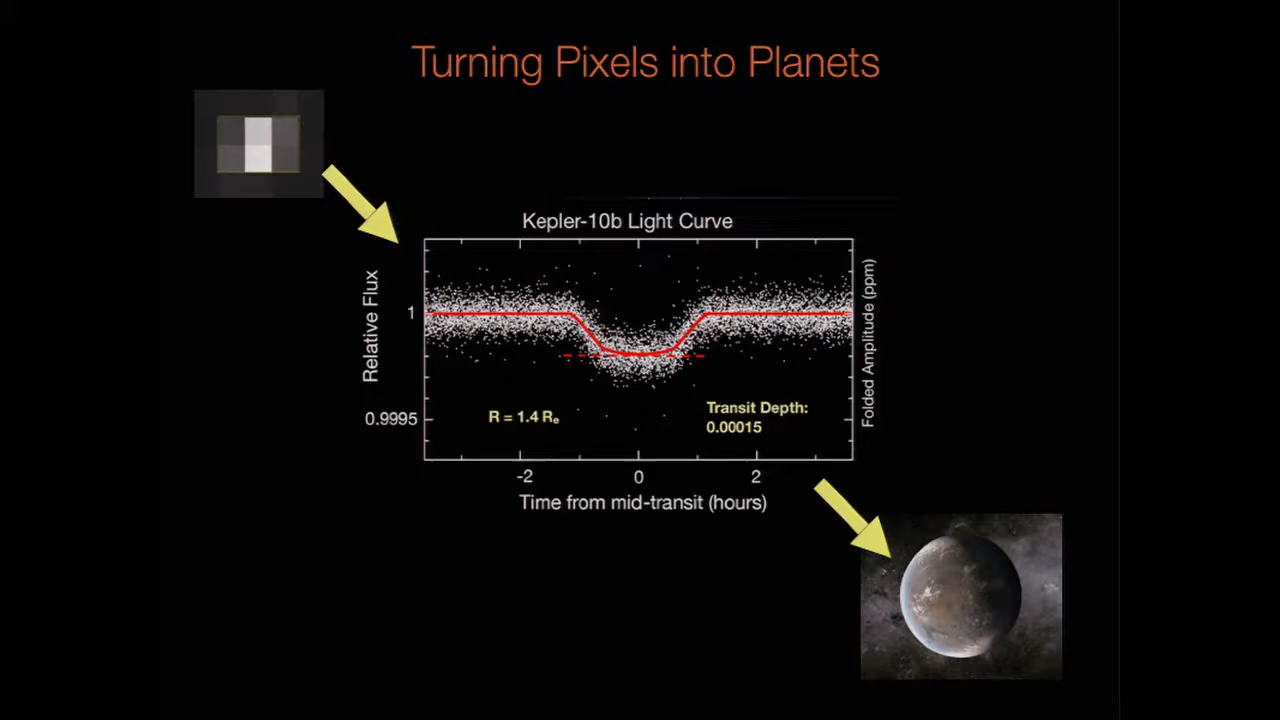 Turning Pixels into Planets
Kepler-10b Light Curve
Relative Flux
1
0.9995
R = 1.4 Re
Transit Depth:
0.00015
Folded Amplitude (ppm)
-2 0 2
Time from mid-transit (hours)